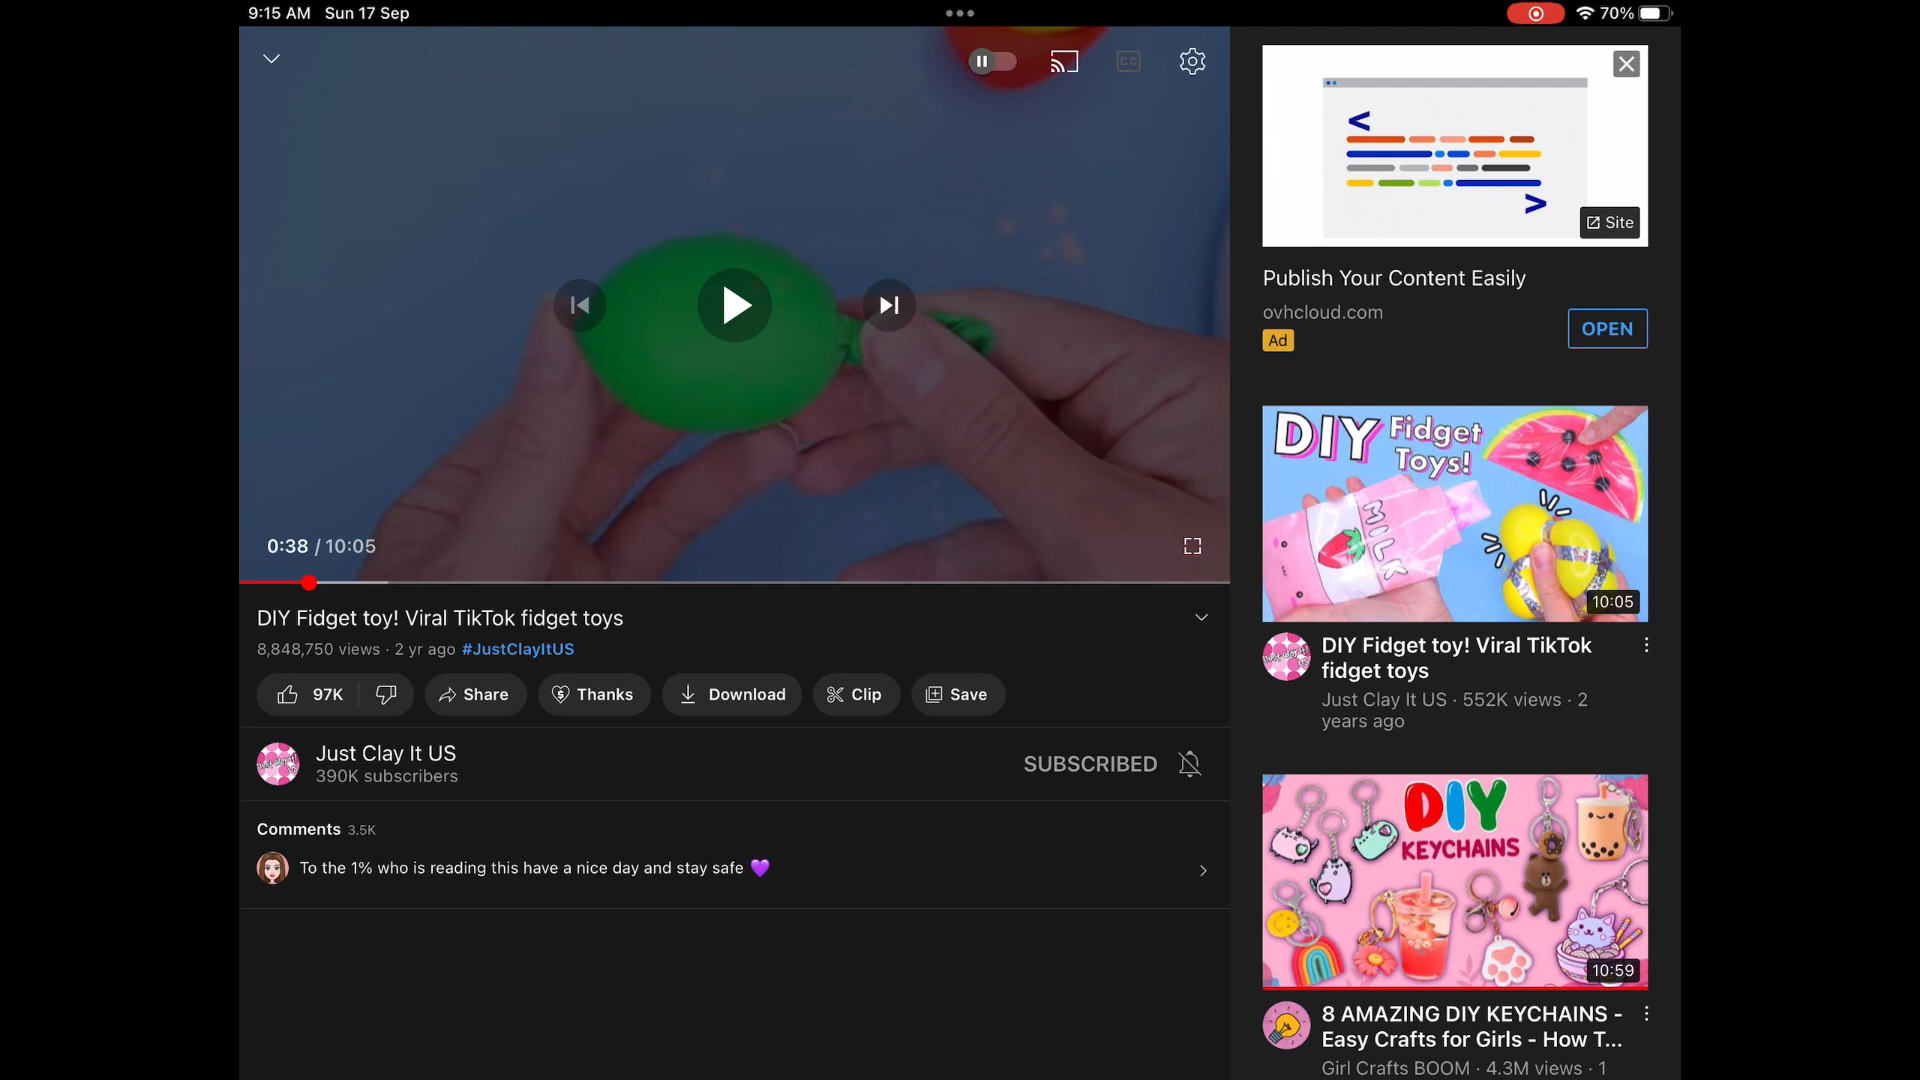 9:15 AM Sun 17 Sep
70%
CC
0:38 / 10:05
DIY Fidget toy! Viral TikTok fidget toys
8,848,750 views · 2 yr ago #JustClayItUS
97K
Share
Thanks
Download
Clip
Save
Just Clay It US
390K subscribers
SUBSCRIBED
Comments 3.5K
To the 1% who is reading this have a nice day and stay safe 💜
< 
>
Site
Publish Your Content Easily
ovhcloud.com
Ad
OPEN
DIY Fidget
Toys!
MILK
10:05
DIY Fidget toy! Viral TikTok
fidget toys
Just Clay It US · 552K views · 2
years ago
DIY
KEYCHAINS
10:59
8 AMAZING DIY KEYCHAINS -
Easy Crafts for Girls - How T...
Girl Crafts BOOM · 4.3M views · 1